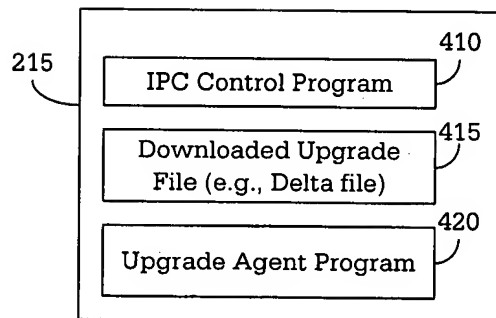 410
215
IPC Control Program
415
Downloaded Upgrade
File (e.g., Delta file)
420
Upgrade Agent Program